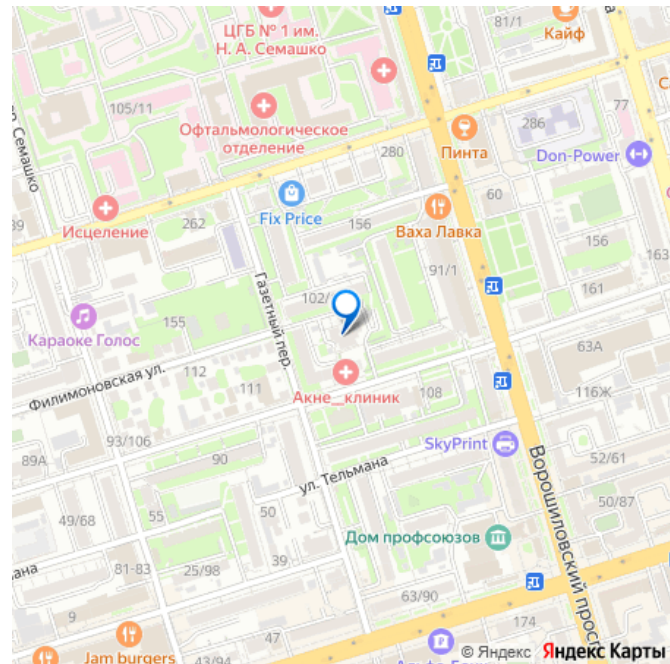 ЦГБ № 1 им.
Н. А. Семашко
81/1
Кайф
105/11
Офтальмологическое
отделение
286
77
Пинта
Don-Power
280
Семашко
60
Исцеление
262
Fix Price
156
Ваха Лавка
156
91/1
163
102/
161
Газетный пер.
Караоке Голос
155
63А
112
Филимоновская ул.
111
Акне__клиник
108
116Ж
93/106
SkyPrint
89А
90
ул. Тельмана
52/61
Ворошиловский просп
49/68
55
50
50/87
Дом профсоюзов
39
81-83
25/98
63/90
9
174
47
Jam burgers
43/94
© Яндекс Яндекс Карты